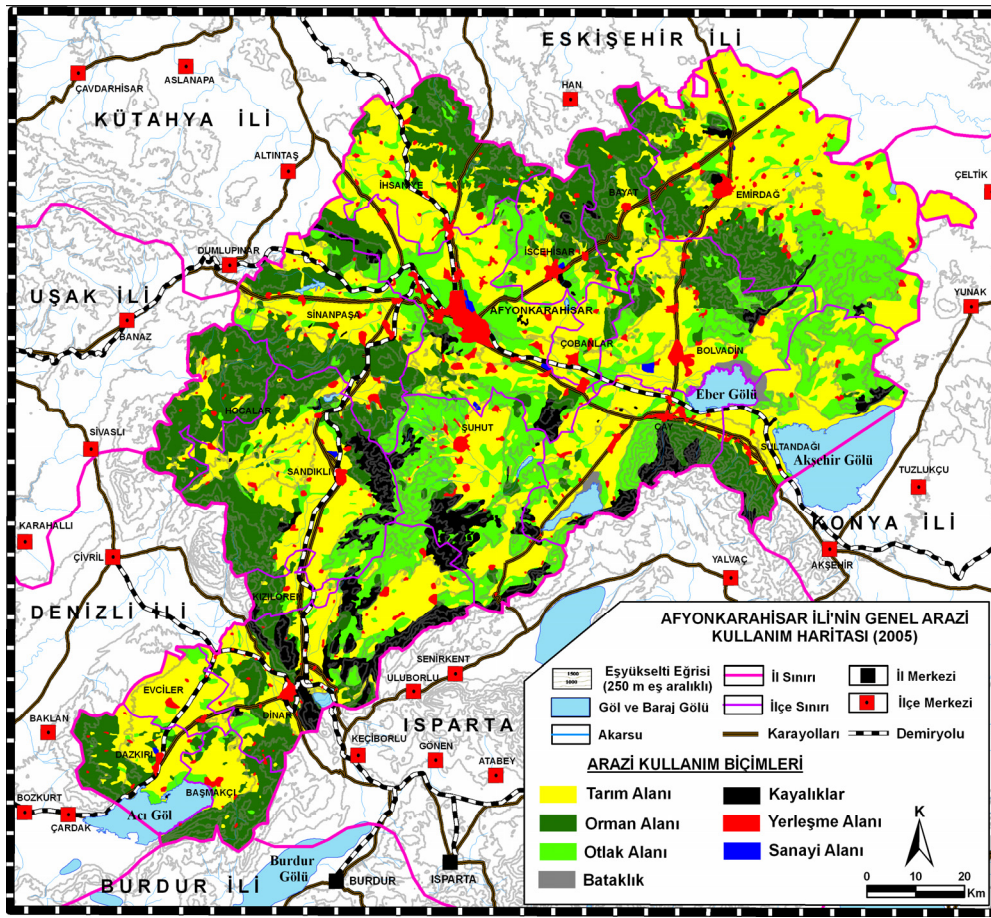 ESKİŞEHİR İLİ
ÇAVDARHİSAR
ASLANAPA
HAN
KÜTAHYA İLİ
ALTINTAŞ
İHSANİYE
BAYAT
EMİRDAĞ
ÇELTİK
DUMLUPINAR
İSCEHİSAR
UŞAK İLİ
BANAZ
SİNANPAŞA
AFYONKARAHİSAR
YUNAK
ÇOBANLAR
BOLVADİN
Eber Gölü
HOCALAR
ŞUHUT
ÇAY
SULTANDAĞI
Akşehir Gölü
SİVASLI
SANDIKLI
TUZLUKÇU
KARAHALLI
ÇİVRİL
KONYA İLİ
AKŞEHİR
YALVAÇ
KIZILÖREN
DENİZLİ İLİ
SENİRKENT
ULUBORLU
EVCİLER
DİNAR
ISPARTA
BAKLAN
DAZKIRI
KEÇİBORLU
GÖNEN
ATABEY
BAŞMAKÇI
BOZKURT
ÇARDAK
Acı Göl
Burdur
Gölü
BURDUR
ISPARTA
BURDUR İLİ
AFYONKARAHİSAR İLİ'NİN GENEL ARAZİ
KULLANIM HARİTASI (2005)
1500
1000
Eşyükselti Eğrisi
(250 m eş aralıklı)
İl Sınırı
İl Merkezi
Göl ve Baraj Gölü
İlçe Sınırı
İlçe Merkezi
Akarsu
Karayolları
Demiryolu
ARAZİ KULLANIM BİÇİMLERİ
Tarım Alanı
Kayalıklar
Orman Alanı
Yerleşme Alanı
Otlak Alanı
Sanayi Alanı
Bataklık
K
0 10 20
Km